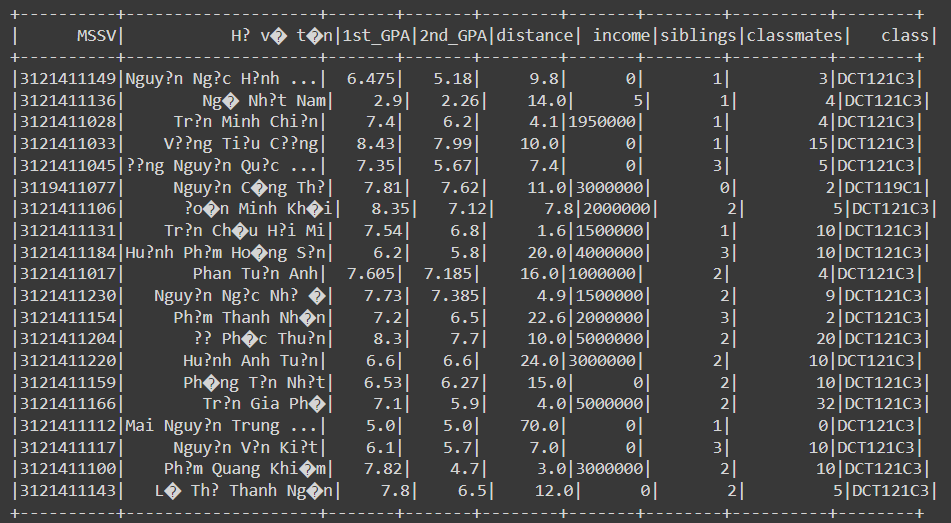 +----------+--------------------+-------+-------+--------+-------+--------+----------+--------+
|      MSSV|           H? v� t�n|1st_GPA|2nd_GPA|distance| income|siblings|classmates|   class|
+----------+--------------------+-------+-------+--------+-------+--------+----------+--------+
|3121411149|Nguy?n Ng?c H?nh ...|  6.475|   5.18|     9.8|      0|       1|         3|DCT121C3|
|3121411136|        Ng� Nh?t Nam|    2.9|   2.26|    14.0|      5|       1|         4|DCT121C3|
|3121411028|     Tr?n Minh Chi?n|    7.4|    6.2|     4.1|1950000|       1|         4|DCT121C3|
|3121411033|    V??ng Ti?u C??ng|   8.43|   7.99|    10.0|      0|       1|        15|DCT121C3|
|3121411045|??ng Nguy?n Qu?c ...|   7.35|   5.67|     7.4|      0|       3|         5|DCT121C3|
|3119411077|     Nguy?n C�ng Th?|   7.81|   7.62|    11.0|3000000|       0|         2|DCT119C1|
|3121411106|      ?o�n Minh Kh�i|   8.35|   7.12|     7.8|2000000|       2|         5|DCT121C3|
|3121411131|    Tr?n Ch�u H?i Mi|   7.54|    6.8|     1.6|1500000|       1|        10|DCT121C3|
|3121411184|Hu?nh Ph?m Ho�ng S?n|    6.2|    5.8|    20.0|4000000|       3|        10|DCT121C3|
|3121411017|       Phan Tu?n Anh|  7.605|  7.185|    16.0|1000000|       2|         4|DCT121C3|
|3121411230|   Nguy?n Ng?c Nh? �|   7.73|  7.385|     4.9|1500000|       2|         9|DCT121C3|
|3121411154|     Ph?m Thanh Nh�n|    7.2|    6.5|    22.6|2000000|       3|         2|DCT121C3|
|3121411204|       ?? Ph�c Thu?n|    8.3|    7.7|    10.0|5000000|       2|        20|DCT121C3|
|3121411220|      Hu?nh Anh Tu?n|    6.6|    6.6|    24.0|3000000|       2|        10|DCT121C3|
|3121411159|      Ph�ng T?n Nh?t|   6.53|   6.27|    15.0|      0|       2|        10|DCT121C3|
|3121411166|        Tr?n Gia Ph�|    7.1|    5.9|     4.0|5000000|       2|        32|DCT121C3|
|3121411112|Mai Nguy?n Trung ...|    5.0|    5.0|    70.0|      0|       1|         0|DCT121C3|
|3121411117|     Nguy?n V?n Ki?t|    6.1|    5.7|     7.0|      0|       3|        10|DCT121C3|
|3121411100|    Ph?m Quang Khi�m|   7.82|    4.7|     3.0|3000000|       2|        10|DCT121C3|
|3121411143|   L� Th? Thanh Ng�n|    7.8|    6.5|    12.0|      0|       2|         5|DCT121C3|
+----------+--------------------+-------+-------+--------+-------+--------+----------+--------+